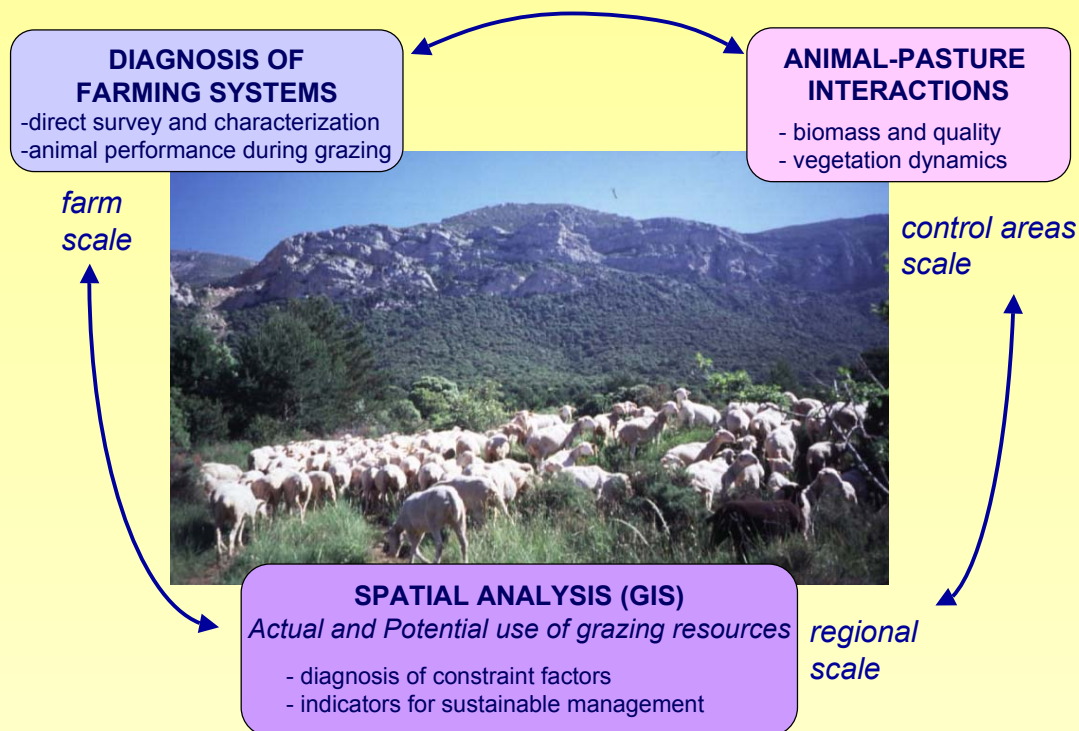 DIAGNOSIS OF
FARMING SYSTEMS
-direct survey and characterization
-animal performance during grazing
ANIMAL-PASTURE
INTERACTIONS
- biomass and quality
- vegetation dynamics
farm
scale
control areas
scale
SPATIAL ANALYSIS (GIS)
Actual and Potential use of grazing resources
- diagnosis of constraint factors
- indicators for sustainable management
regional
scale